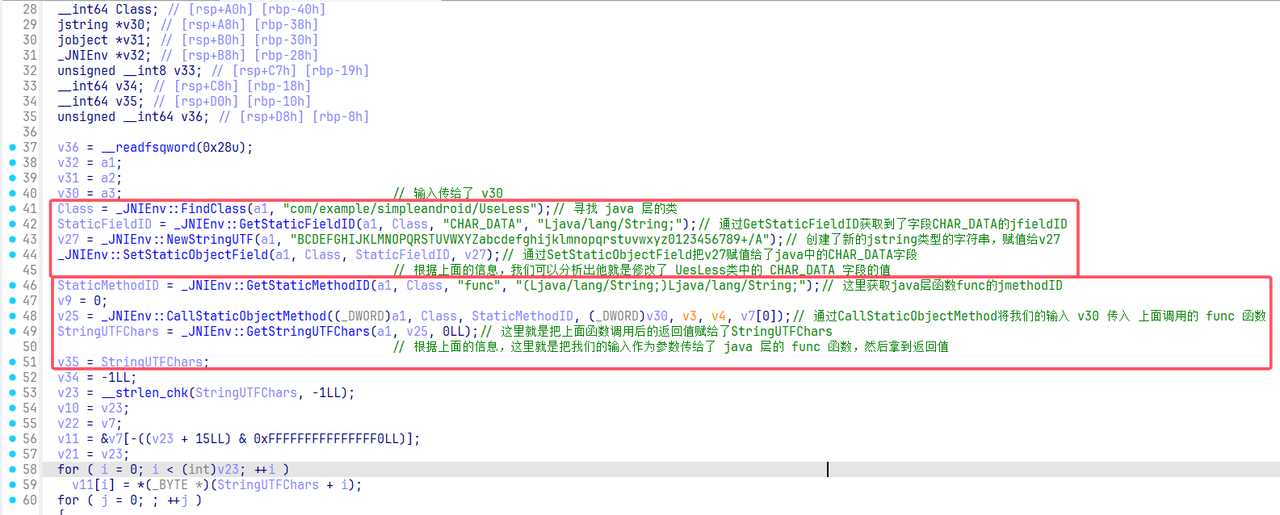 28 __int64 Class; // [rsp+A0h] [rbp-40h]
29 jstring *v30; // [rsp+A8h] [rbp-38h]
30 jobject *v31; // [rsp+B0h] [rbp-30h]
31 _JNIEnv *v32; // [rsp+B8h] [rbp-28h]
32 unsigned __int8 v33; // [rsp+C7h] [rbp-19h]
33 __int64 v34; // [rsp+C8h] [rbp-18h]
34 __int64 v35; // [rsp+D0h] [rbp-10h]
35 unsigned __int64 v36; // [rsp+D8h] [rbp-8h]
36
37 v36 = __readfsqword(0x28u);
38 v32 = a1;
39 v31 = a2;
40 v30 = a3; // 输入传给了 v30
41 Class = _JNIEnv::FindClass(a1, "com/example/simpleandroid/UseLess");// 寻找 java 层的类
42 StaticFieldID = _JNIEnv::GetStaticFieldID(a1, Class, "CHAR_DATA", "Ljava/lang/String;");// 通过GetStaticFieldID获取到了字段CHAR_DATA的jfieldID
43 v27 = _JNIEnv::NewStringUTF(a1, "BCDEFGHIJKLMNOPQRSTUVWXYZabcdefghijklmnopqrstuvwxyz0123456789+/A");// 创建了新的jstring类型的字符串，赋值给v27
44 _JNIEnv::SetStaticObjectField(a1, Class, StaticFieldID, v27);// 通过SetStaticObjectField把v27赋值给了java中的CHAR_DATA字段
45 // 根据上面的信息，我们可以分析出他就是修改了 UesLess类中的 CHAR_DATA 字段的值
46 StaticMethodID = _JNIEnv::GetStaticMethodID(a1, Class, "func", "(Ljava/lang/String;)Ljava/lang/String;");// 这里获取java层函数func的jmethodID
47 v9 = 0;
48 v25 = _JNIEnv::CallStaticObjectMethod((_DWORD)a1, Class, StaticMethodID, (_DWORD)v30, v3, v4, v7[0]);// 通过CallStaticObjectMethod将我们的输入 v30 传入 上面调用的 func 函数
49 StringUTFChars = _JNIEnv::GetStringUTFChars(a1, v25, 0LL);// 这里就是把上面函数调用后的返回值赋给了StringUTFChars
50 // 根据上面的信息，这里就是把我们的输入作为参数传给了 java 层的 func 函数，然后拿到返回值
51 v35 = StringUTFChars;
52 v34 = -1LL;
53 v23 = __strlen_chk(StringUTFChars, -1LL);
54 v10 = v23;
55 v22 = v7;
56 v11 = &v7[-((v23 + 15LL) & 0xFFFFFFFFFFFFFFF0LL)];
57 v21 = v23;
58 for ( i = 0; i < (int)v23; ++i )
59 v11[i] = *(_BYTE *)(StringUTFChars + i);
60 for ( j = 0; ; ++j )